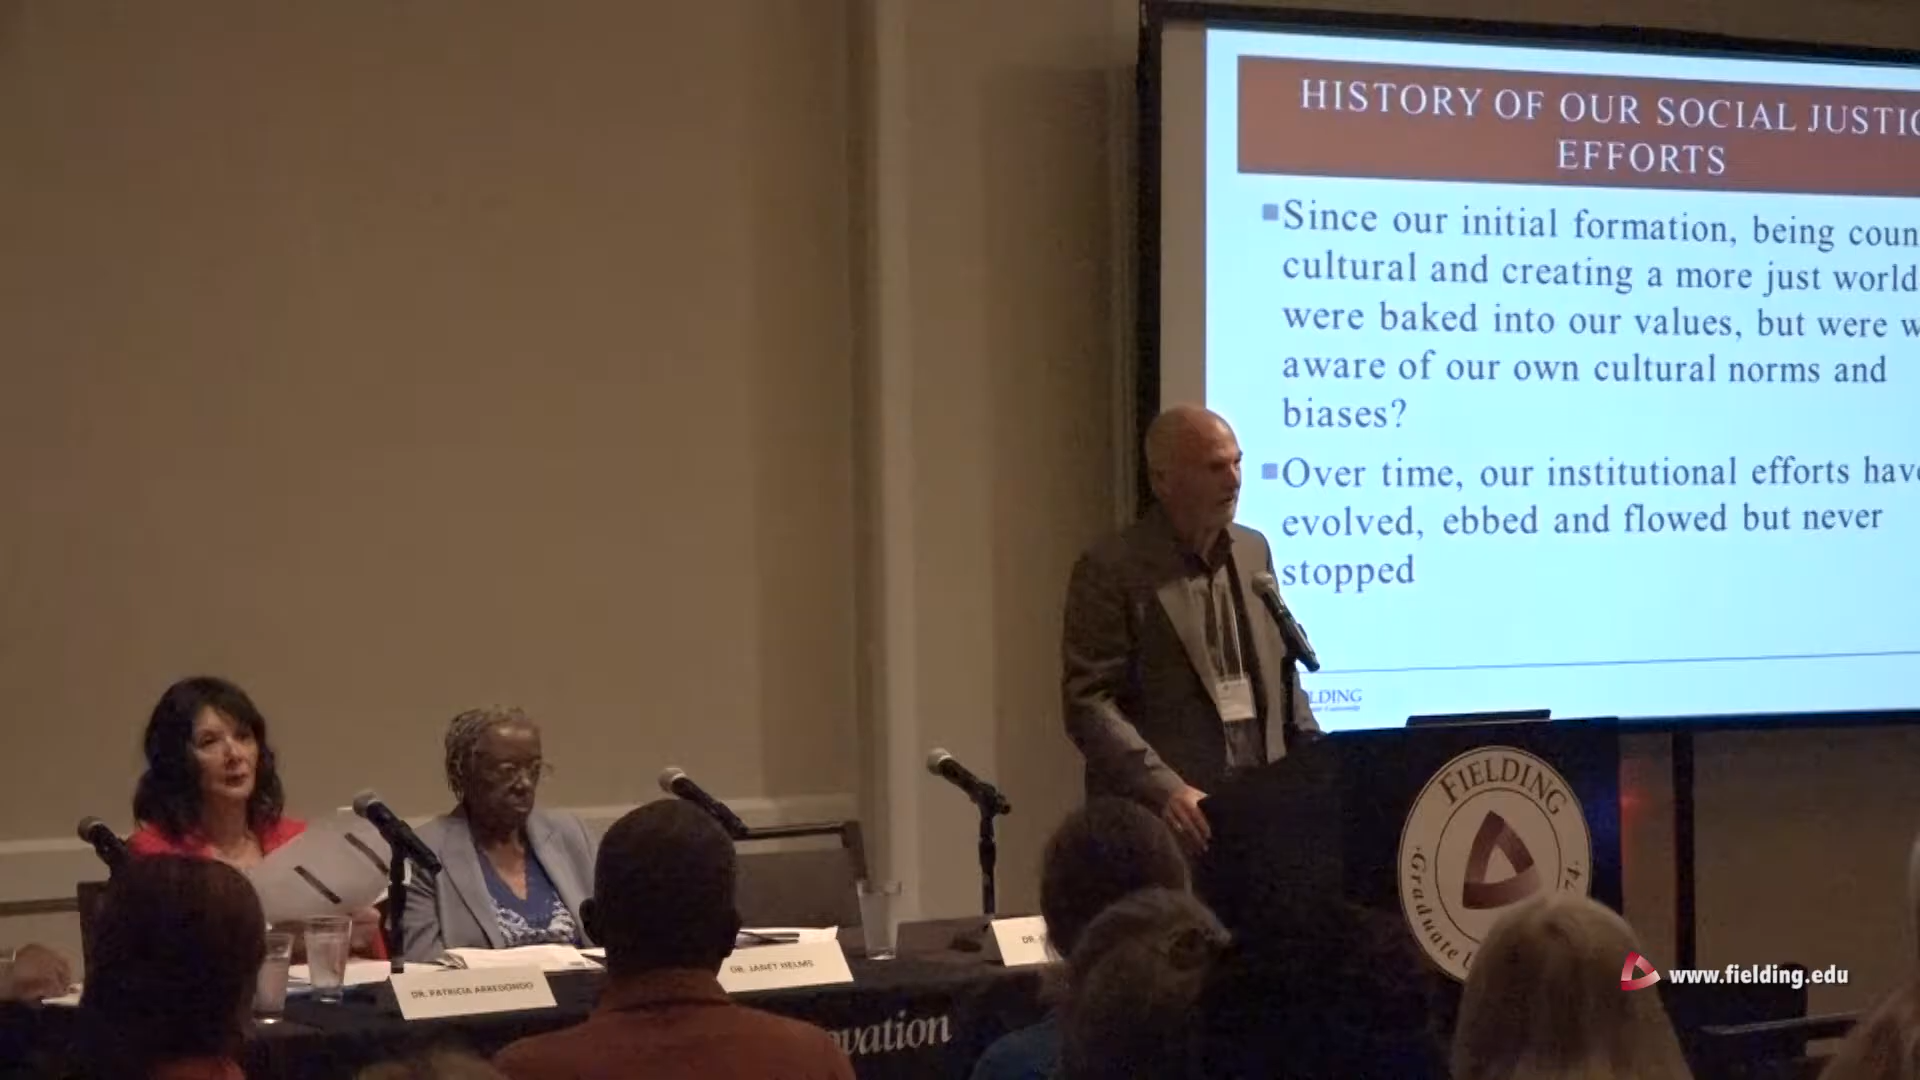 HISTORY OF OUR SOCIAL JUSTIC
EFFORTS
Since our initial formation, being coun
cultural and creating a more just world
were baked into our values, but were w
aware of our own cultural norms and
biases?
Over time, our institutional efforts have
evolved, ebbed and flowed but never
stopped
LDING
FIELDING
Graduate
DR. PATRICIA ARREDONDO
DR. JANET HELMS
DR.
ovation
www.fielding.edu